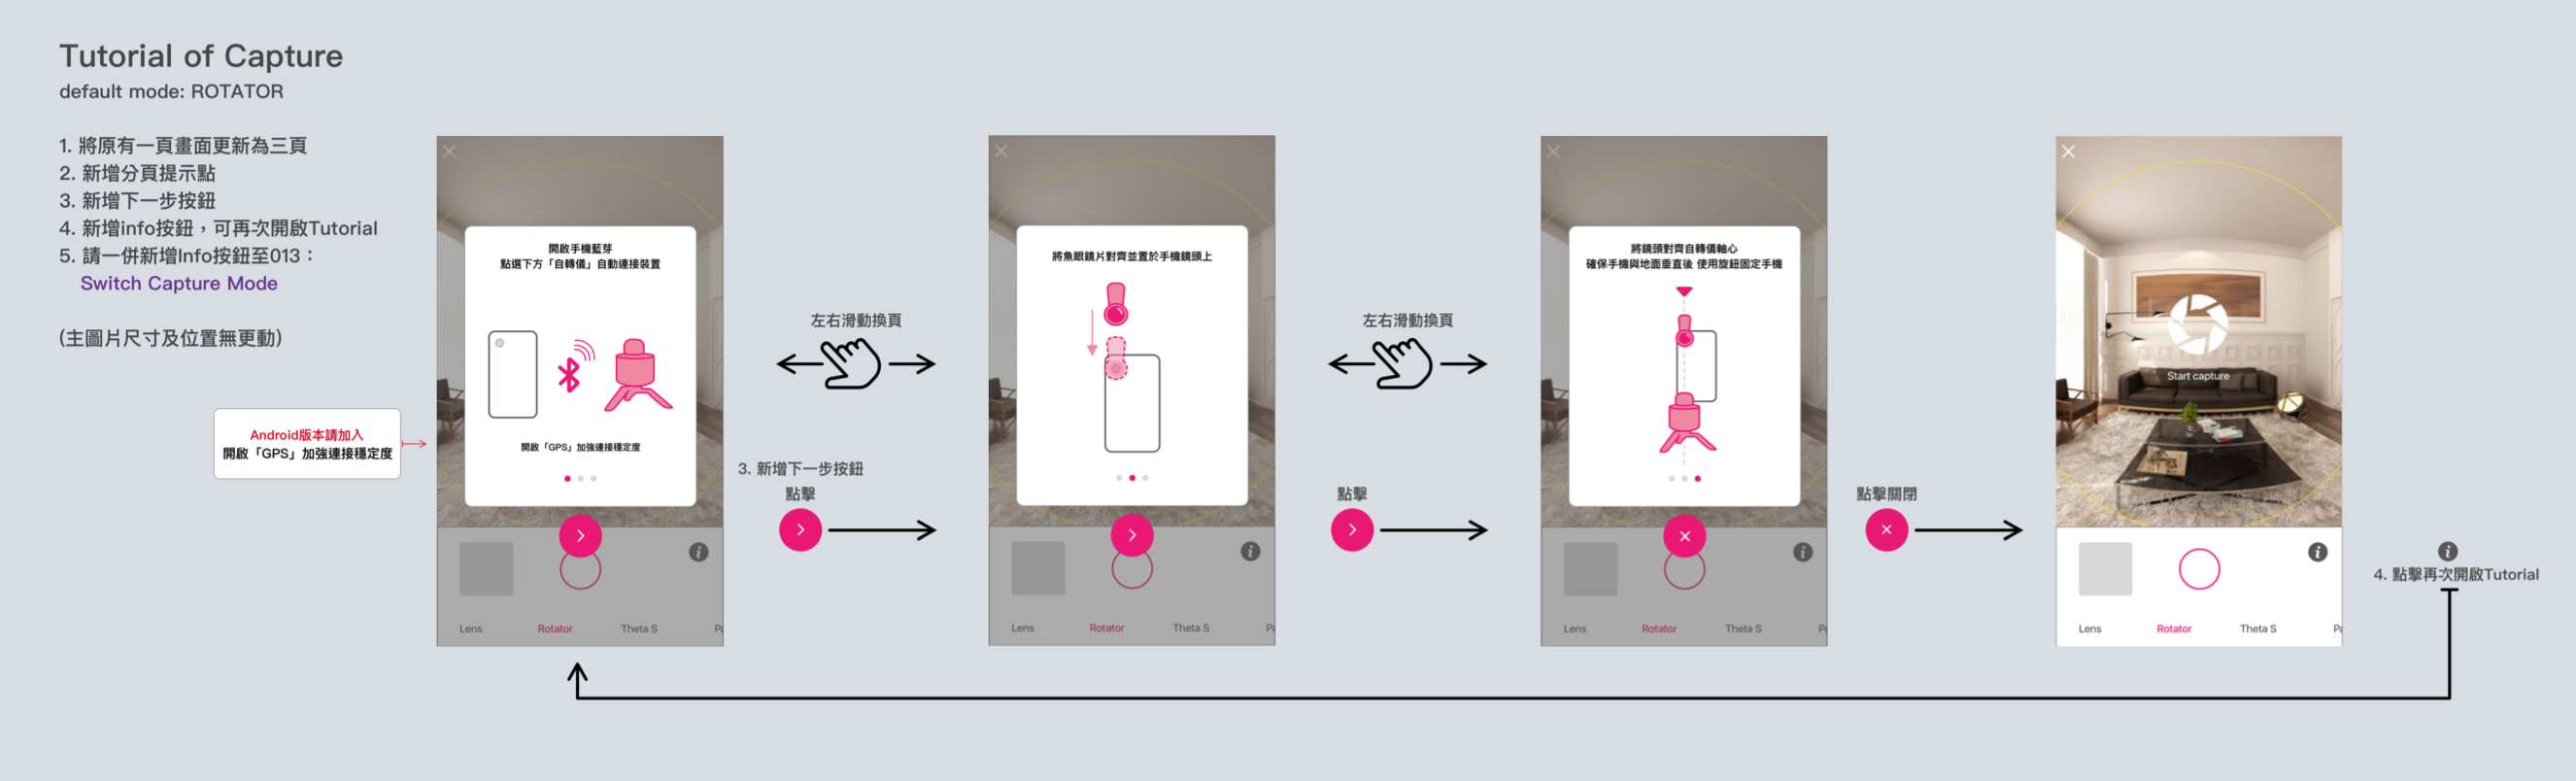 Tutorial of Capture
default mode: ROTATOR
1. 將原有一頁畫面更新為三頁
2. 新增分頁提示點
3. 新增下一步按鈕
4. 新增info按鈕，可再次開啟Tutorial
5. 請一併新增Info按鈕至013：
Switch Capture Mode
(主圖片尺寸及位置無更動)
Android版本請加入
開啟「GPS」加強連接穩定度
開啟手機藍芽
點選下方「自轉儀」自動連接裝置
開啟「GPS」加強連接穩定度
i
Lens Rotator Theta S Pa
左右滑動換頁
3. 新增下一步按鈕
點擊
將魚眼鏡片對齊並置於手機鏡頭上
i
Lens Rotator Theta S Pa
左右滑動換頁
點擊
將鏡頭對齊自轉儀軸心
確保手機與地面垂直後 使用旋鈕固定手機
i
Lens Rotator Theta S Pa
點擊關閉
Start capture
i
Lens Rotator Theta S Pa
i
4. 點擊再次開啟Tutorial